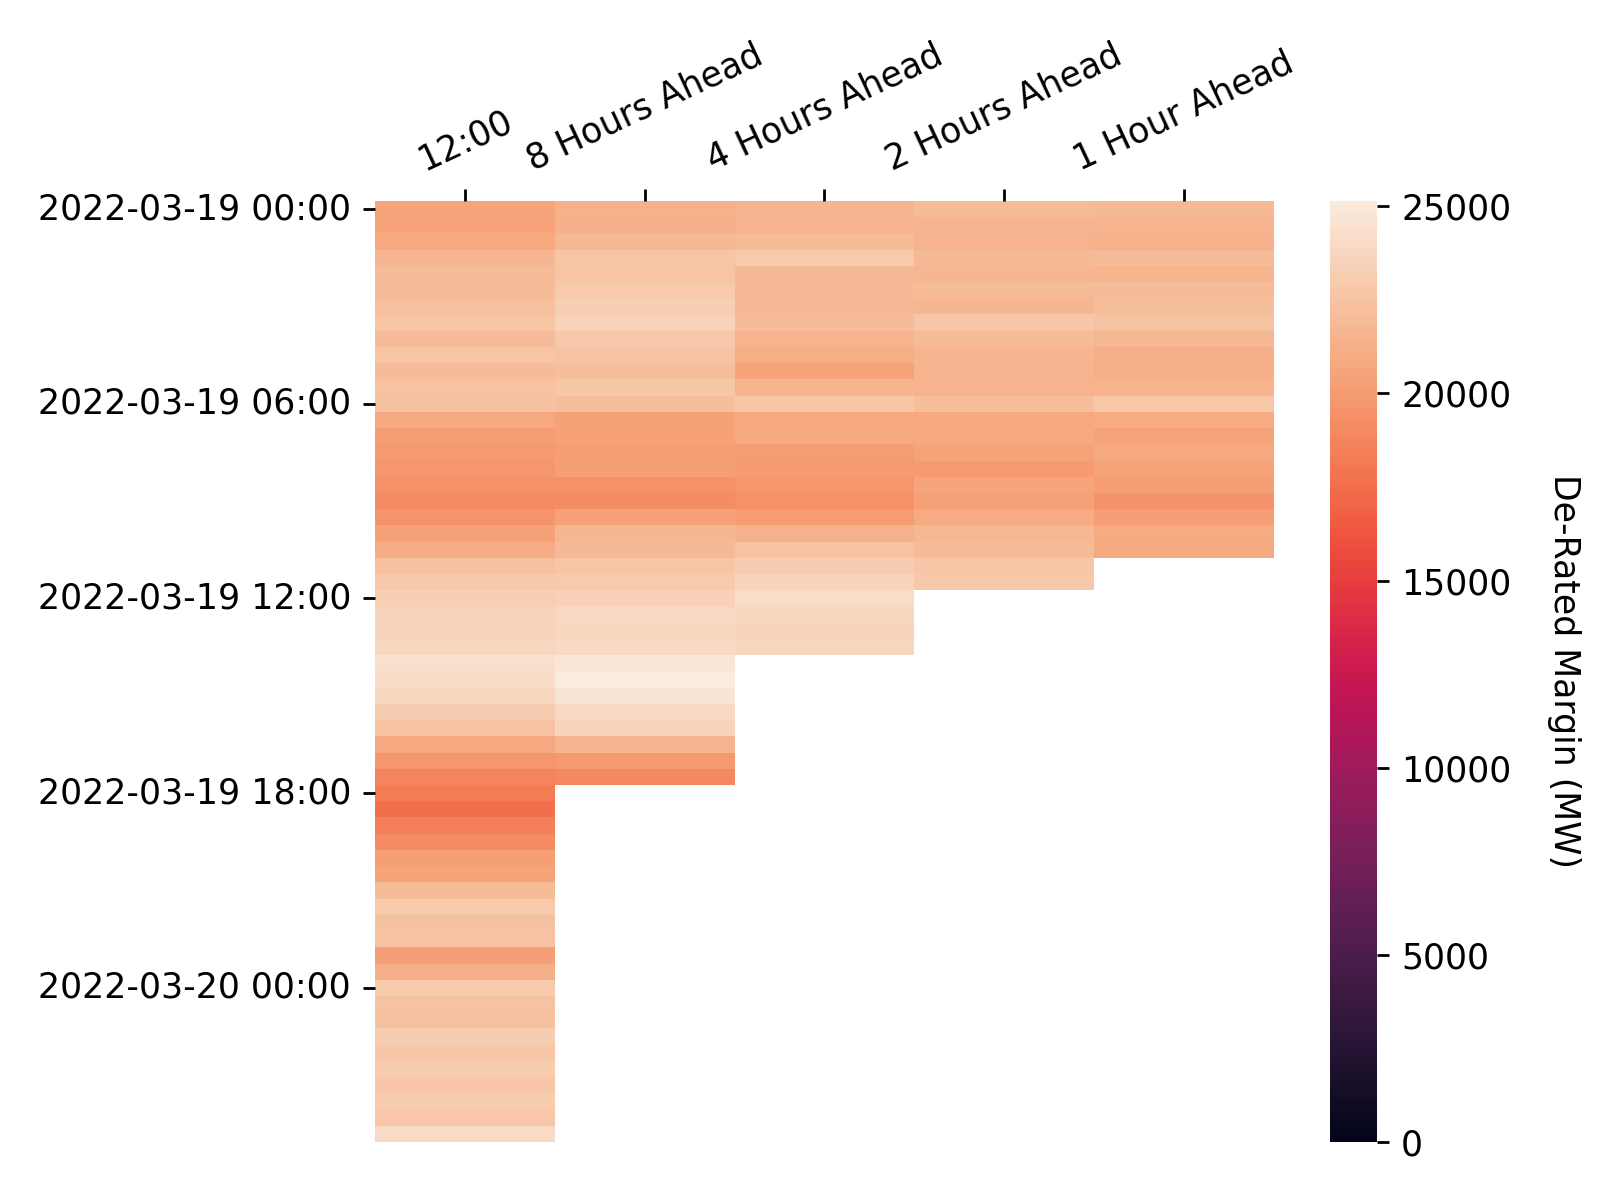 12:00
8 Hours Ahead
4 Hours Ahead
2 Hours Ahead
1 Hour Ahead
2022-03-19 00:00
2022-03-19 06:00
2022-03-19 12:00
2022-03-19 18:00
2022-03-20 00:00
25000
20000
15000
10000
5000
0
De-Rated Margin (MW)